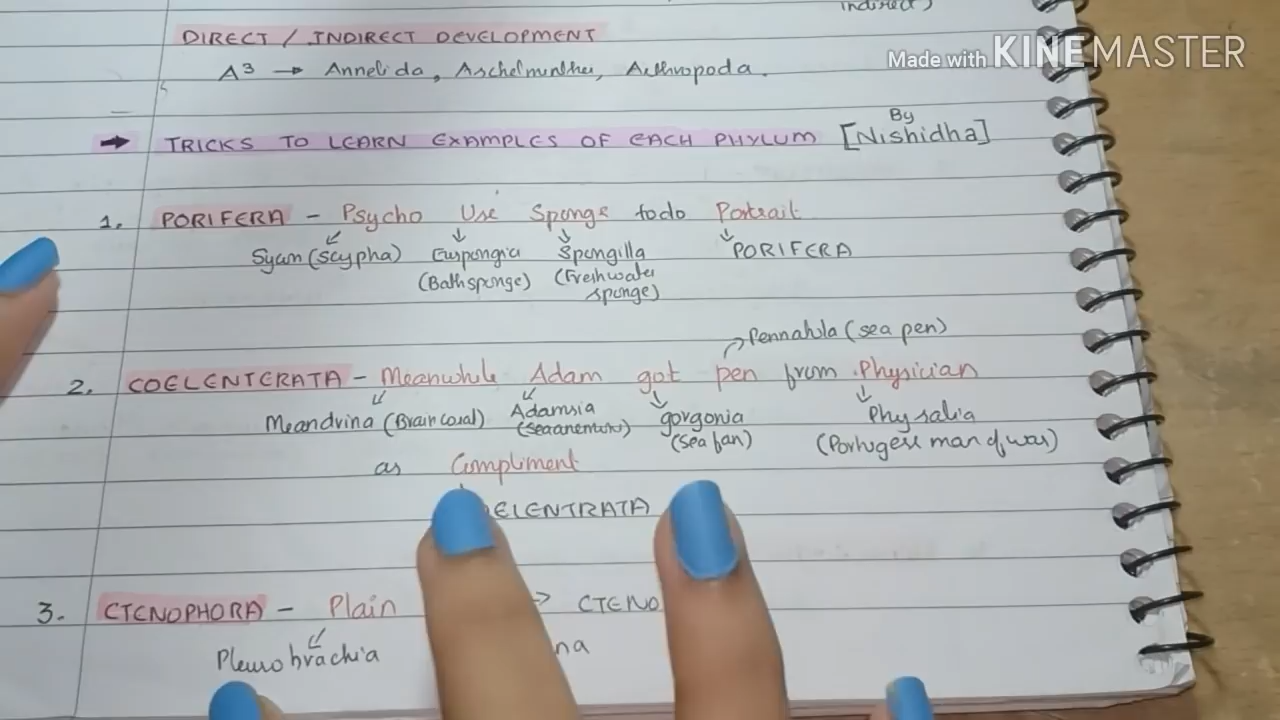 indirect)
DIRECT / INDIRECT DEVELOPMENT
Made with KINEMASTER
A³ → Annelida, Aschelminthes, Arthropoda.
→ TRICKS TO LEARN EXAMPLES OF EACH PHYLUM [By Nishidha]
1. PORIFERA - Psycho Use Sponge todo Portrait
Sycon (Scypha) Euspongia Spongilla PORIFERA
(Bathsponge) (Freshwater
sponge)
Pennatula (sea pen)
2. COELENTERATA - Meanwhile Adam got pen from Physician
Meandrina (Brain coral) Adamsia gorgonia Physalia
(sea anemone) (Sea fan) (Portugese man of war)
as Compliment
ELENTRATA
3. CTENOPHORA - Plain → CTENO
Pleurobrachia na